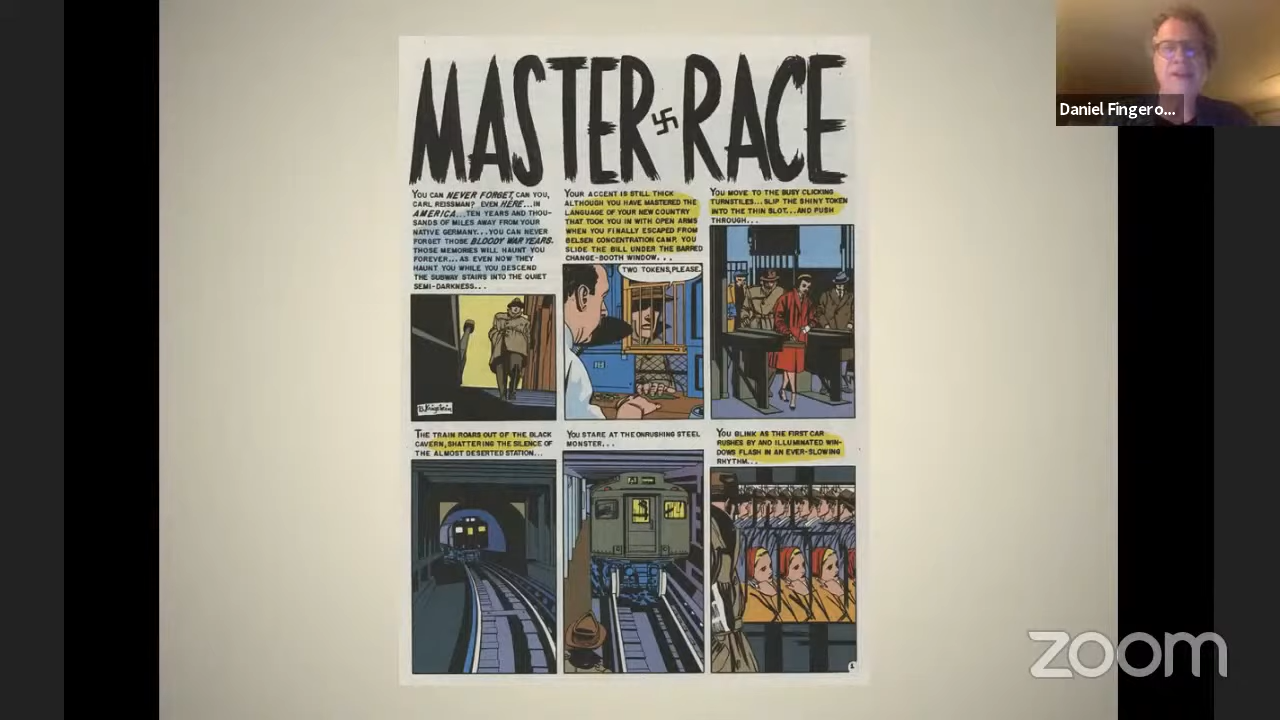 Daniel Fingero...
MASTER RACE
YOU CAN NEVER FORGET, CAN YOU,
CARL REISSMAN? EVEN HERE...IN
AMERICA...TEN YEARS AND THOU-
SANDS OF MILES AWAY FROM YOUR
NATIVE GERMANY...YOU CAN NEVER
FORGET THOSE BLOODY WAR YEARS.
THOSE MEMORIES WILL HAUNT YOU
FOREVER...AS EVEN NOW THEY
HAUNT YOU WHILE YOU DESCEND
THE SUBWAY STAIRS INTO THE QUIET
SEMI-DARKNESS...
YOUR ACCENT IS STILL THICK
ALTHOUGH YOU HAVE MASTERED THE
LANGUAGE OF YOUR NEW COUNTRY
THAT TOOK YOU IN WITH OPEN ARMS
WHEN YOU FINALLY ESCAPED FROM
BELSEN CONCENTRATION CAMP. YOU
SLIDE THE BILL UNDER THE BARRED
CHANGE-BOOTH WINDOW...
TWO TOKENS, PLEASE.
YOU MOVE TO THE BUSY CLICKING
TURNSTILES...SLIP THE SHINY TOKEN
INTO THE THIN SLOT...AND PUSH
THROUGH...
B. Krigstein
THE TRAIN ROARS OUT OF THE BLACK
CAVERN, SHATTERING THE SILENCE OF
THE ALMOST DESERTED STATION...
YOU STARE AT THE ONRUSHING STEEL
MONSTER...
YOU BLINK AS THE FIRST CAR
RUSHES BY AND ILLUMINATED WIN-
DOWS FLASH IN AN EVER-SLOWING
RHYTHM...
1
zoom